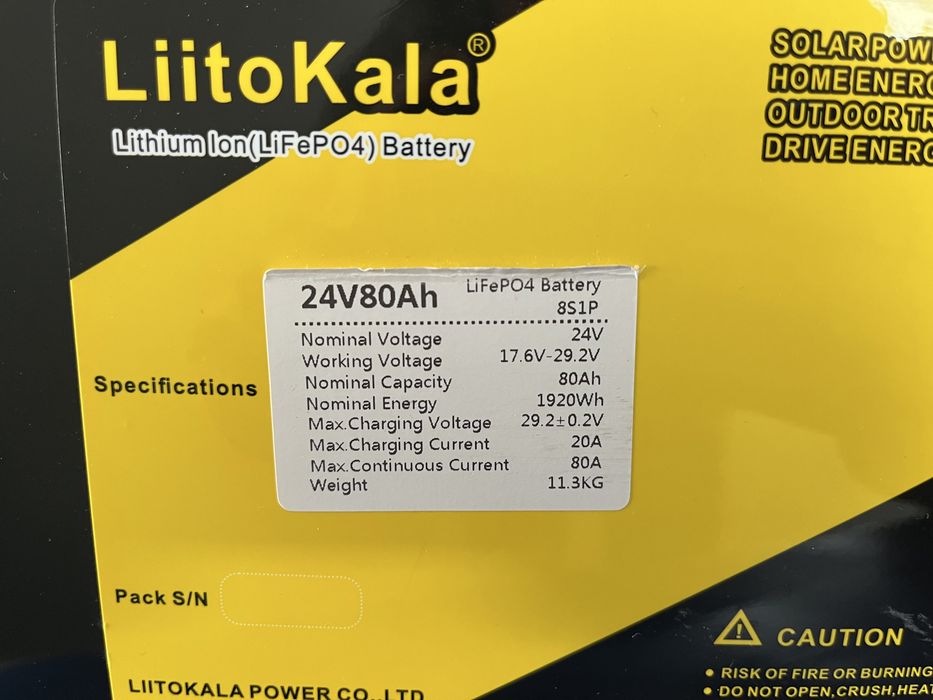 LiitoKala®
Lithium Ion(LiFePO4) Battery
SOLAR POW
HOME ENERG
OUTDOOR TR
DRIVE ENERG
24V80Ah LiFePO4 Battery
8S1P
Nominal Voltage 24V
Working Voltage 17.6V-29.2V
Nominal Capacity 80Ah
Nominal Energy 1920Wh
Max.Charging Voltage 29.2±0.2V
Max.Charging Current 20A
Max.Continuous Current 80A
Weight 11.3KG
Specifications
Pack S/N
CAUTION
• RISK OF FIRE OR BURNING
• DO NOT OPEN,CRUSH,HEAT
LIITOKALA POWER CO.,LTD